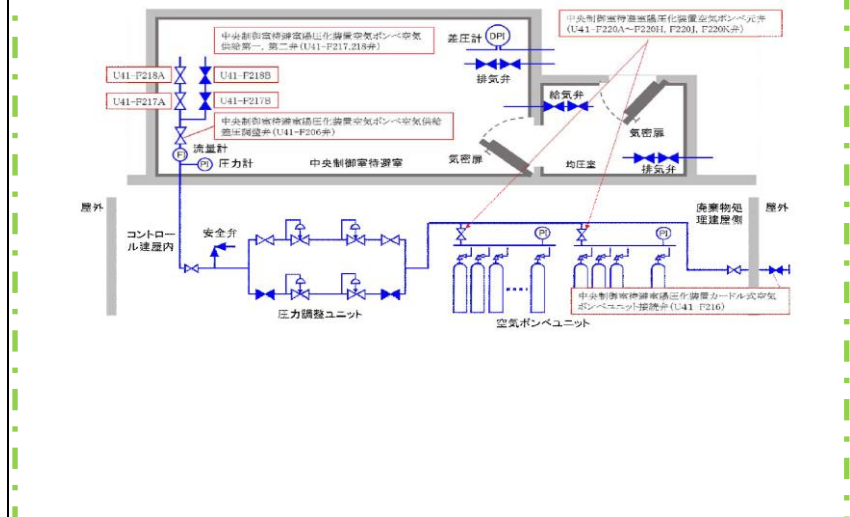 中央制御室待避室陽圧化装置空気ボンベ空気
供給第一, 第二弁(U41-F217,218弁)
差圧計
DPI
中央制御室待避室陽圧化装置空気ボンベ元弁
(U41-F220A～F220H, F220J, F220K弁)
U41-F218A
U41-F218B
排気弁
給気弁
U41-F217A
U41-F217B
中央制御室待避室陽圧化装置空気ボンベ空気供給
差圧調整弁(U41-F206弁)
気密扉
流量計
FI
PI
圧力計
中央制御室待避室
気密扉
均圧室
排気弁
屋外
コントロー
ル建屋内
安全弁
廃棄物処
理建屋側
屋外
PI
PI
圧力調整ユニット
空気ボンベユニット
中央制御室待避室陽圧化装置カードル式空気
ボンベユニット接続弁(U41-F216)